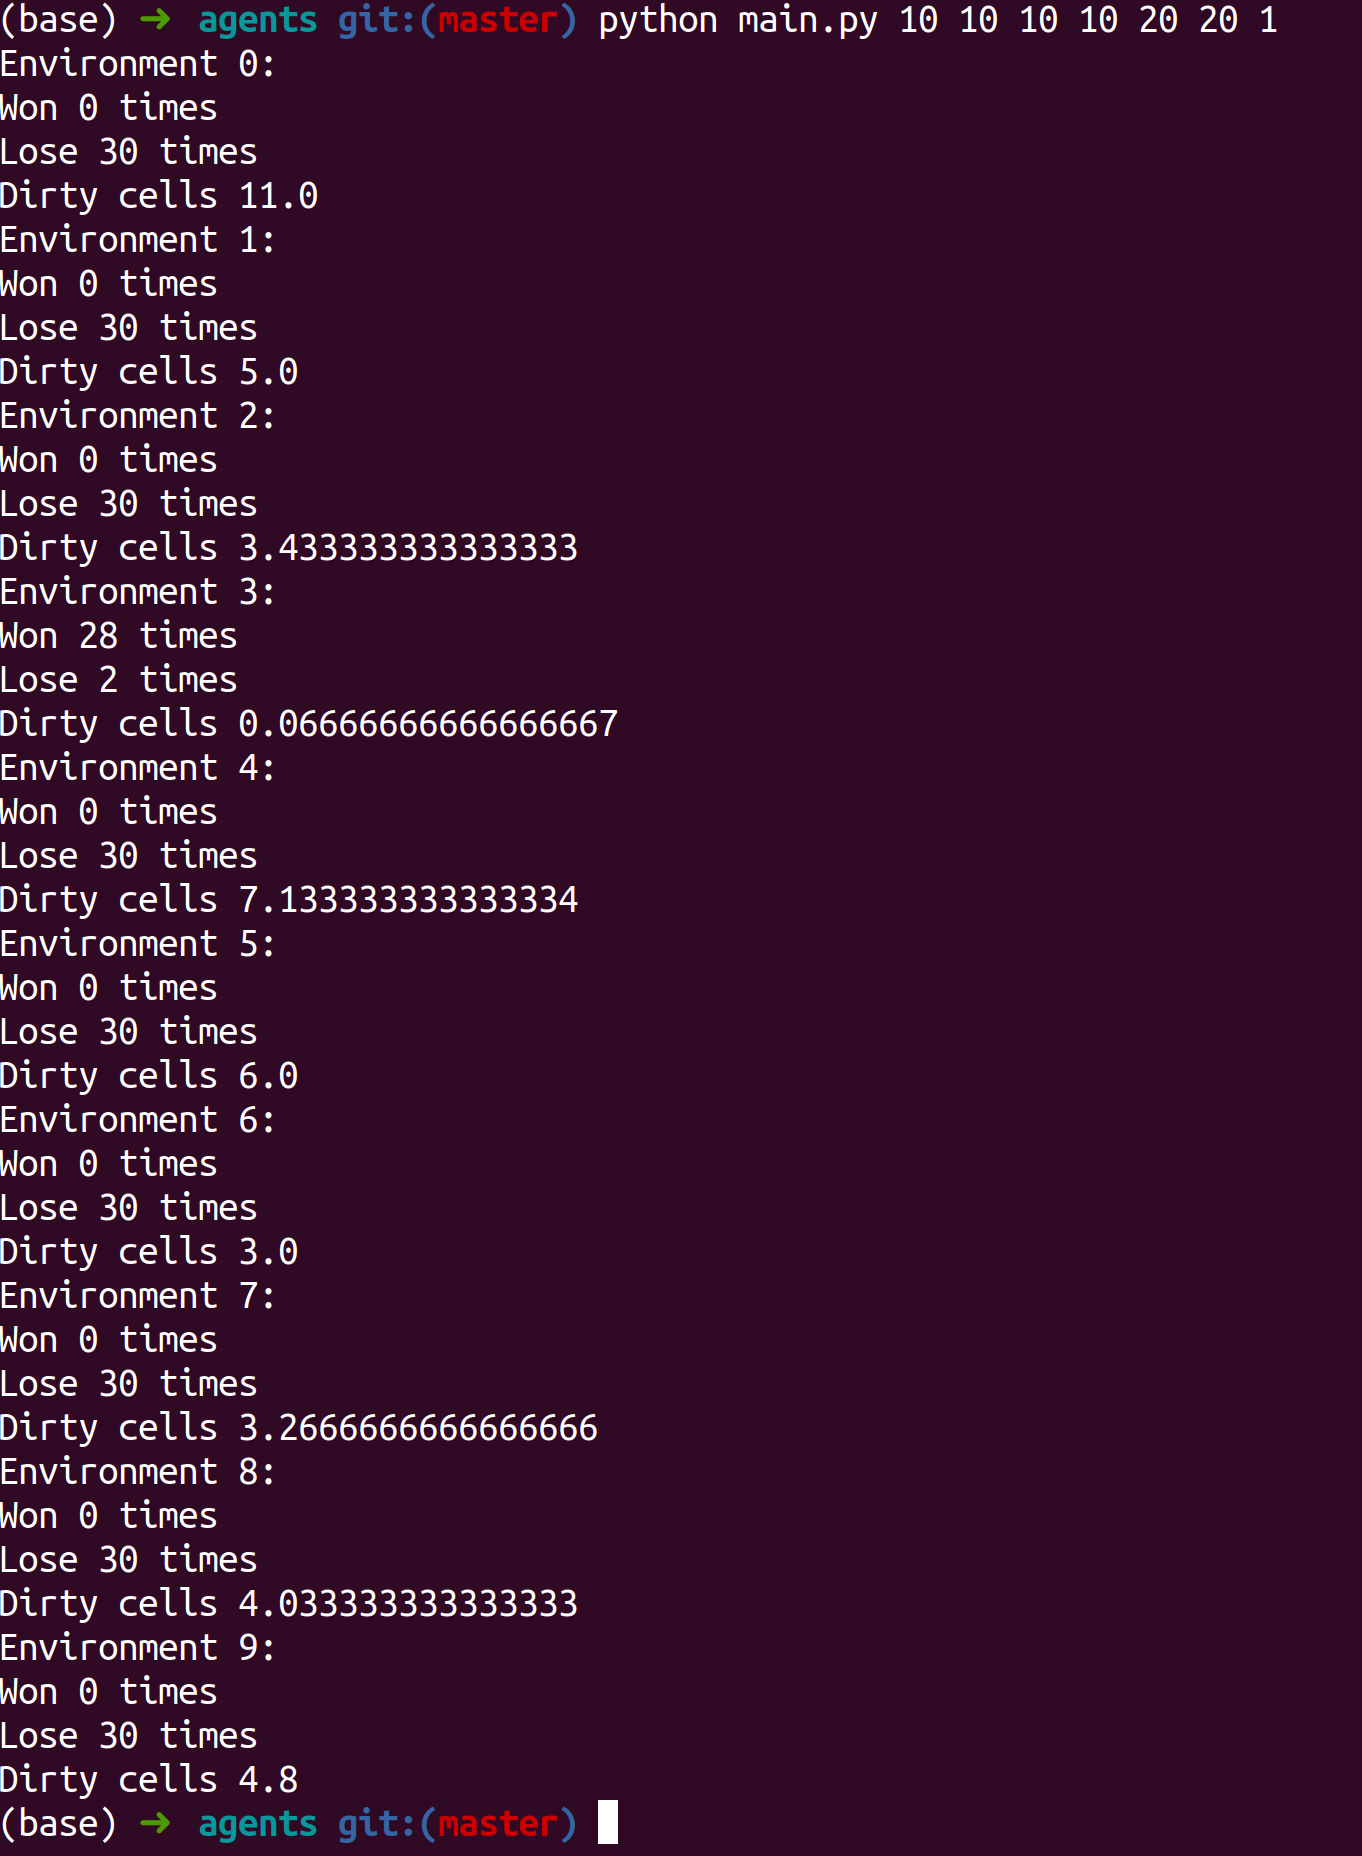 (base) ➜ agents git:(master) python main.py 10 10 10 10 20 20 1
Environment 0:
Won 0 times
Lose 30 times
Dirty cells 11.0
Environment 1:
Won 0 times
Lose 30 times
Dirty cells 5.0
Environment 2:
Won 0 times
Lose 30 times
Dirty cells 3.433333333333333
Environment 3:
Won 28 times
Lose 2 times
Dirty cells 0.06666666666666667
Environment 4:
Won 0 times
Lose 30 times
Dirty cells 7.133333333333334
Environment 5:
Won 0 times
Lose 30 times
Dirty cells 6.0
Environment 6:
Won 0 times
Lose 30 times
Dirty cells 3.0
Environment 7:
Won 0 times
Lose 30 times
Dirty cells 3.2666666666666666
Environment 8:
Won 0 times
Lose 30 times
Dirty cells 4.033333333333333
Environment 9:
Won 0 times
Lose 30 times
Dirty cells 4.8
(base) ➜ agents git:(master)